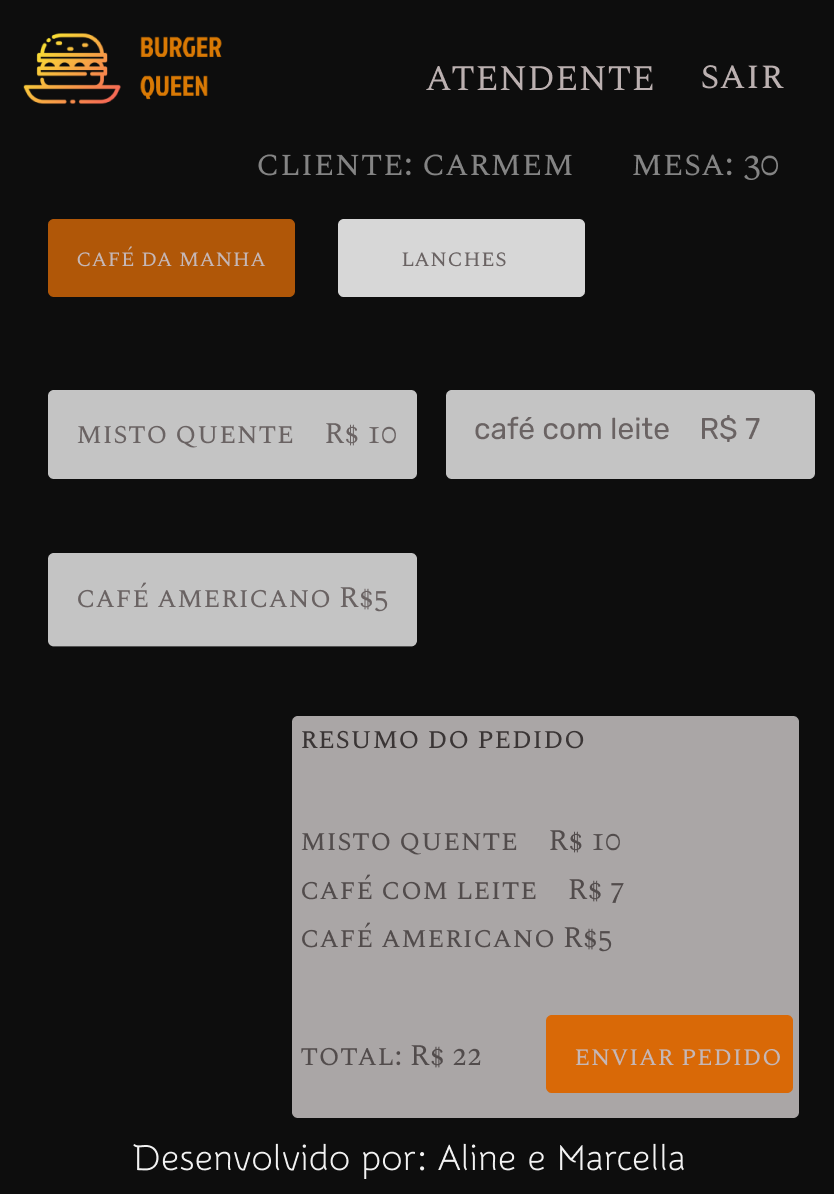 BURGER
QUEEN
ATENDENTE SAIR
CLIENTE: CARMEM MESA: 30
CAFÉ DA MANHA LANCHES
MISTO QUENTE R$ 10 café com leite R$ 7
CAFÉ AMERICANO R$5
RESUMO DO PEDIDO
MISTO QUENTE R$ 10
CAFÉ COM LEITE R$ 7
CAFÉ AMERICANO R$5
TOTAL: R$ 22 ENVIAR PEDIDO
Desenvolvido por: Aline e Marcella